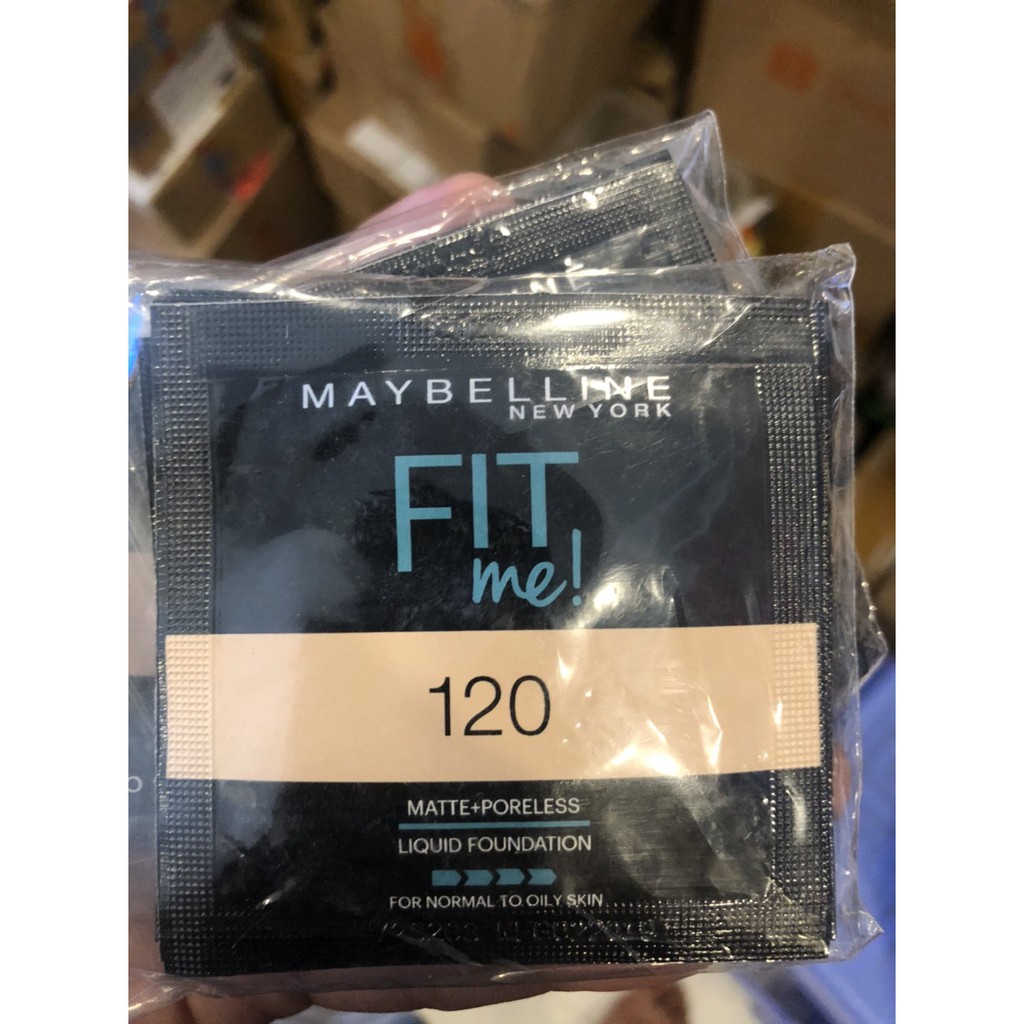 MAYBELLINE
NEW YORK
FIT
me!
120
MATTE+PORELESS
LIQUID FOUNDATION
FOR NORMAL TO OILY SKIN